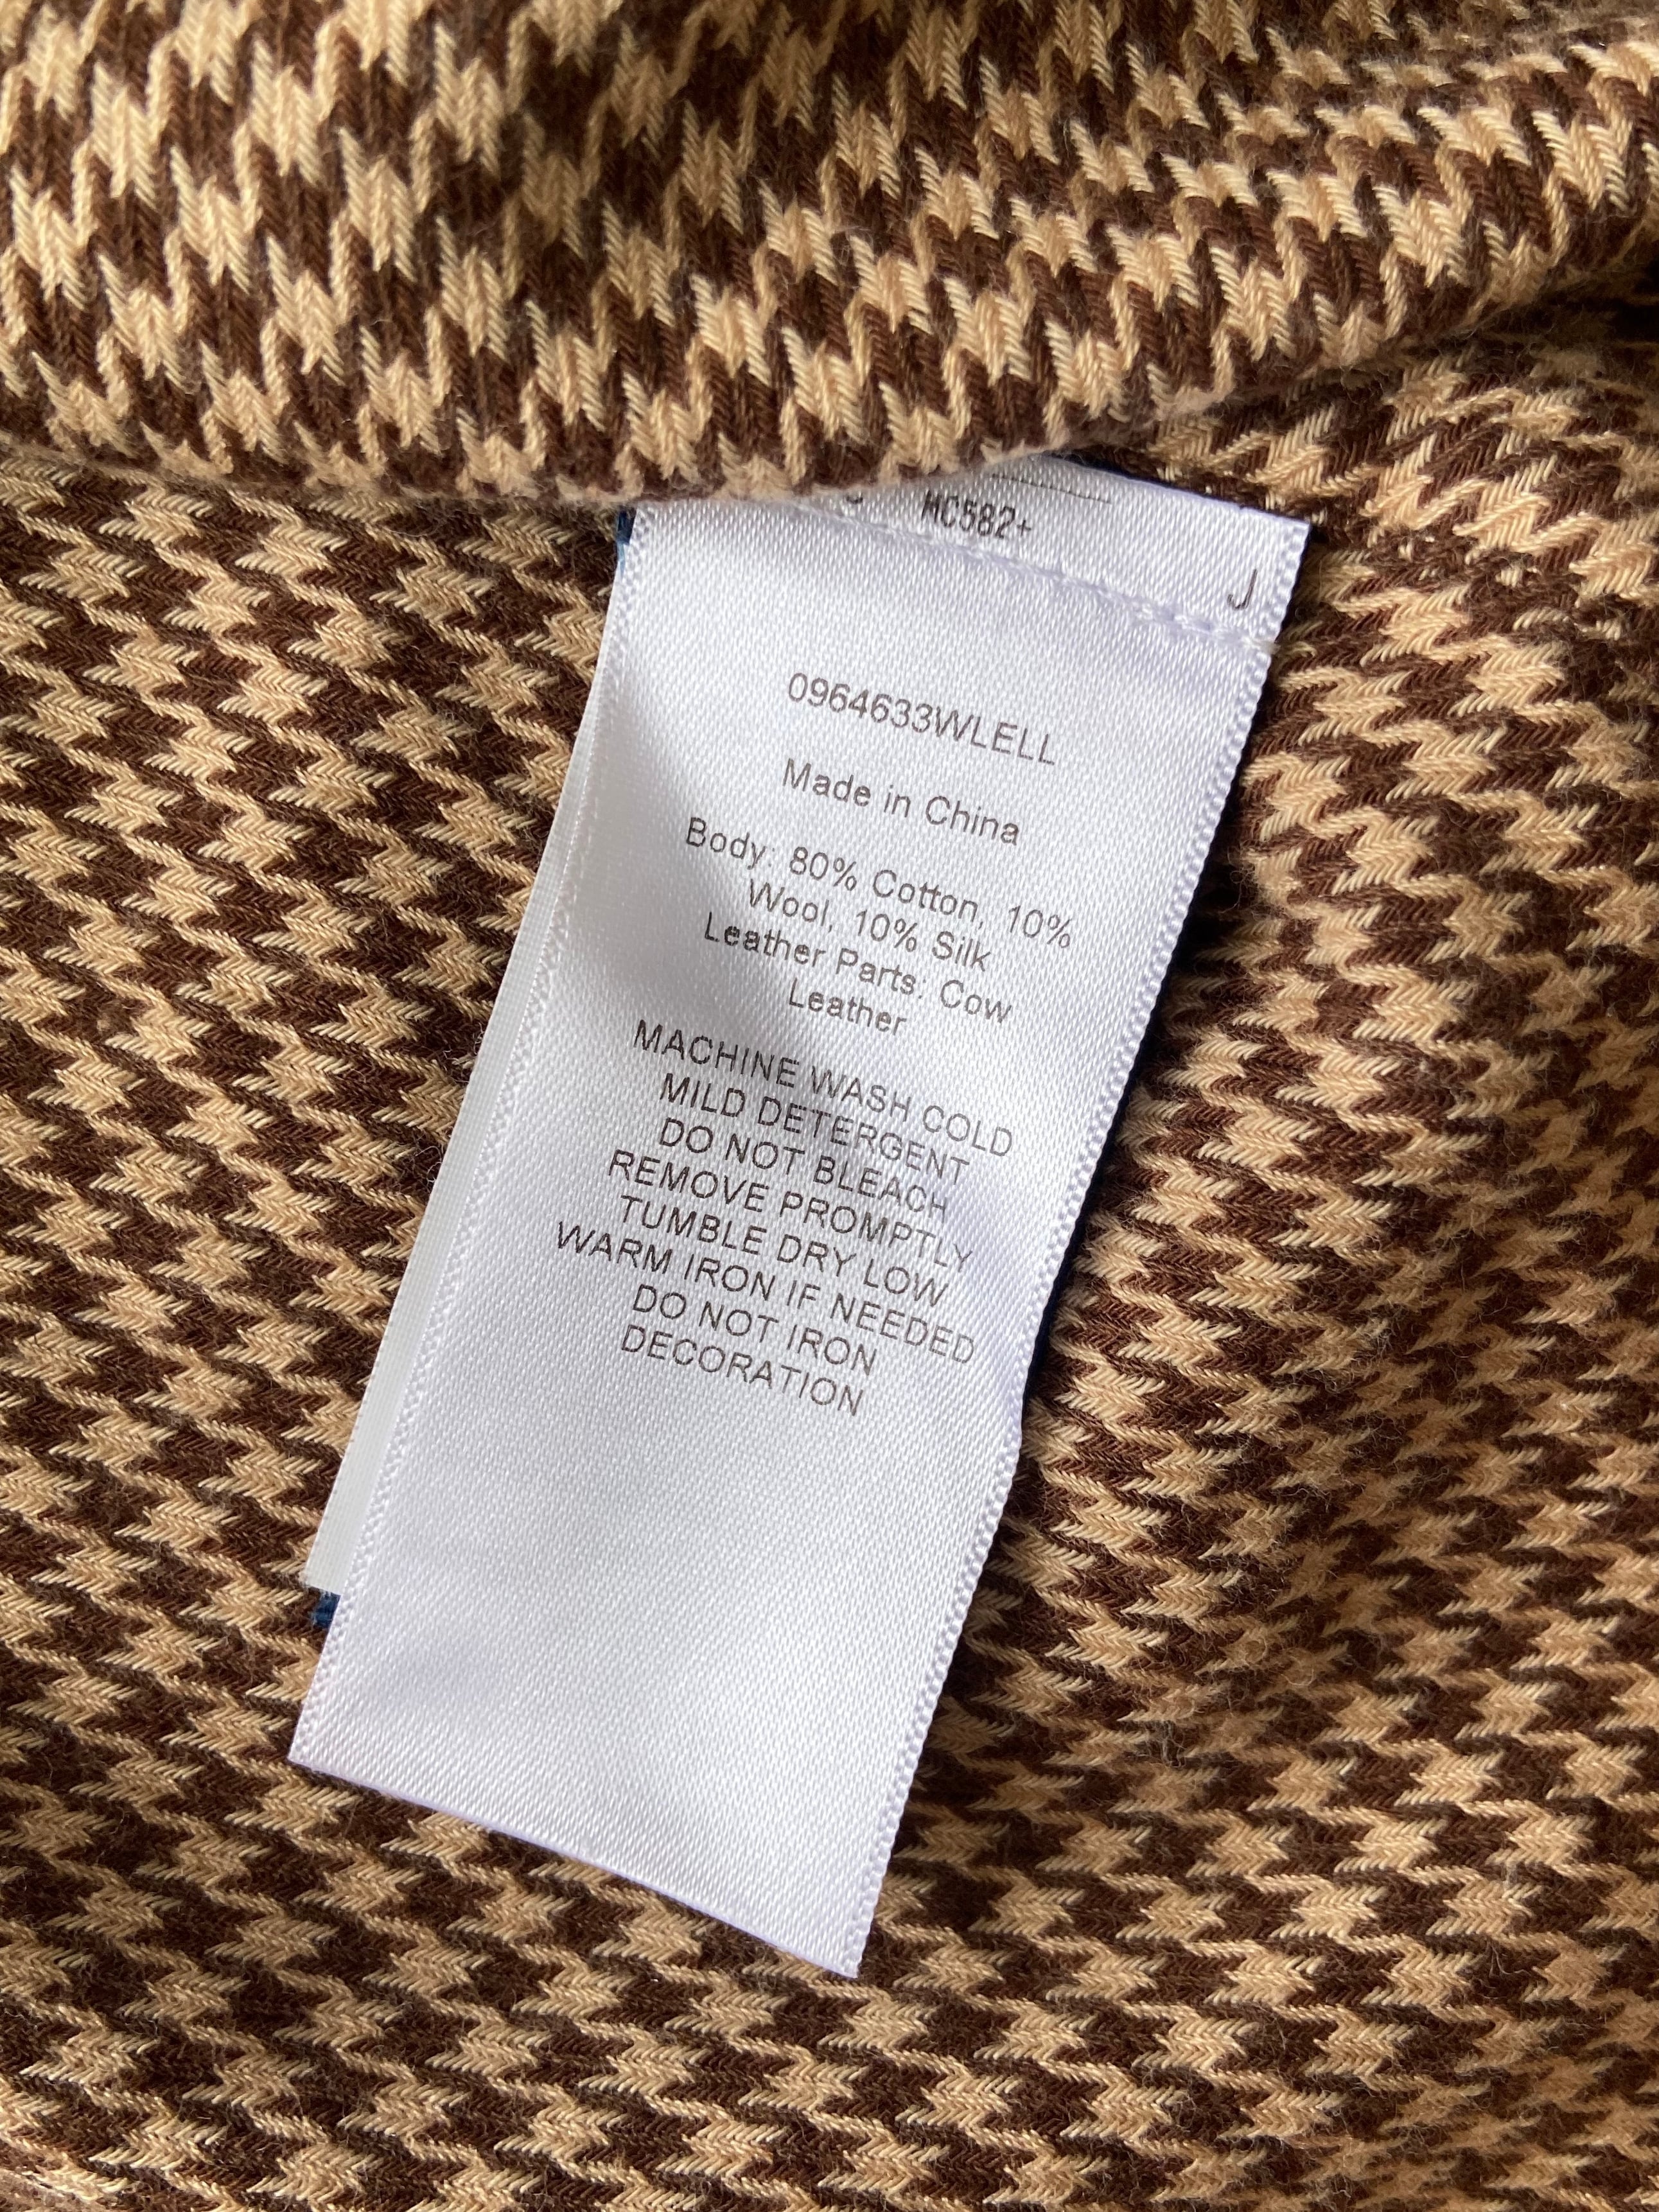 MC582+
J
0964633WLELL
Made in China
Body: 80% Cotton, 10%
Wool, 10% Silk
Leather Parts: Cow
Leather
MACHINE WASH COLD
MILD DETERGENT
DO NOT BLEACH
REMOVE PROMPTLY
TUMBLE DRY LOW
WARM IRON IF NEEDED
DO NOT IRON
DECORATION